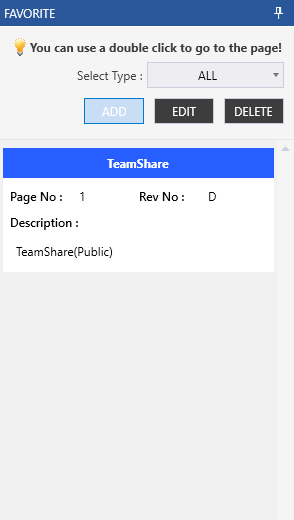 FAVORITE
You can use a double click to go to the page!
Select Type : ALL
ADD EDIT DELETE
TeamShare
Page No : 1 Rev No : D
Description :
TeamShare(Public)